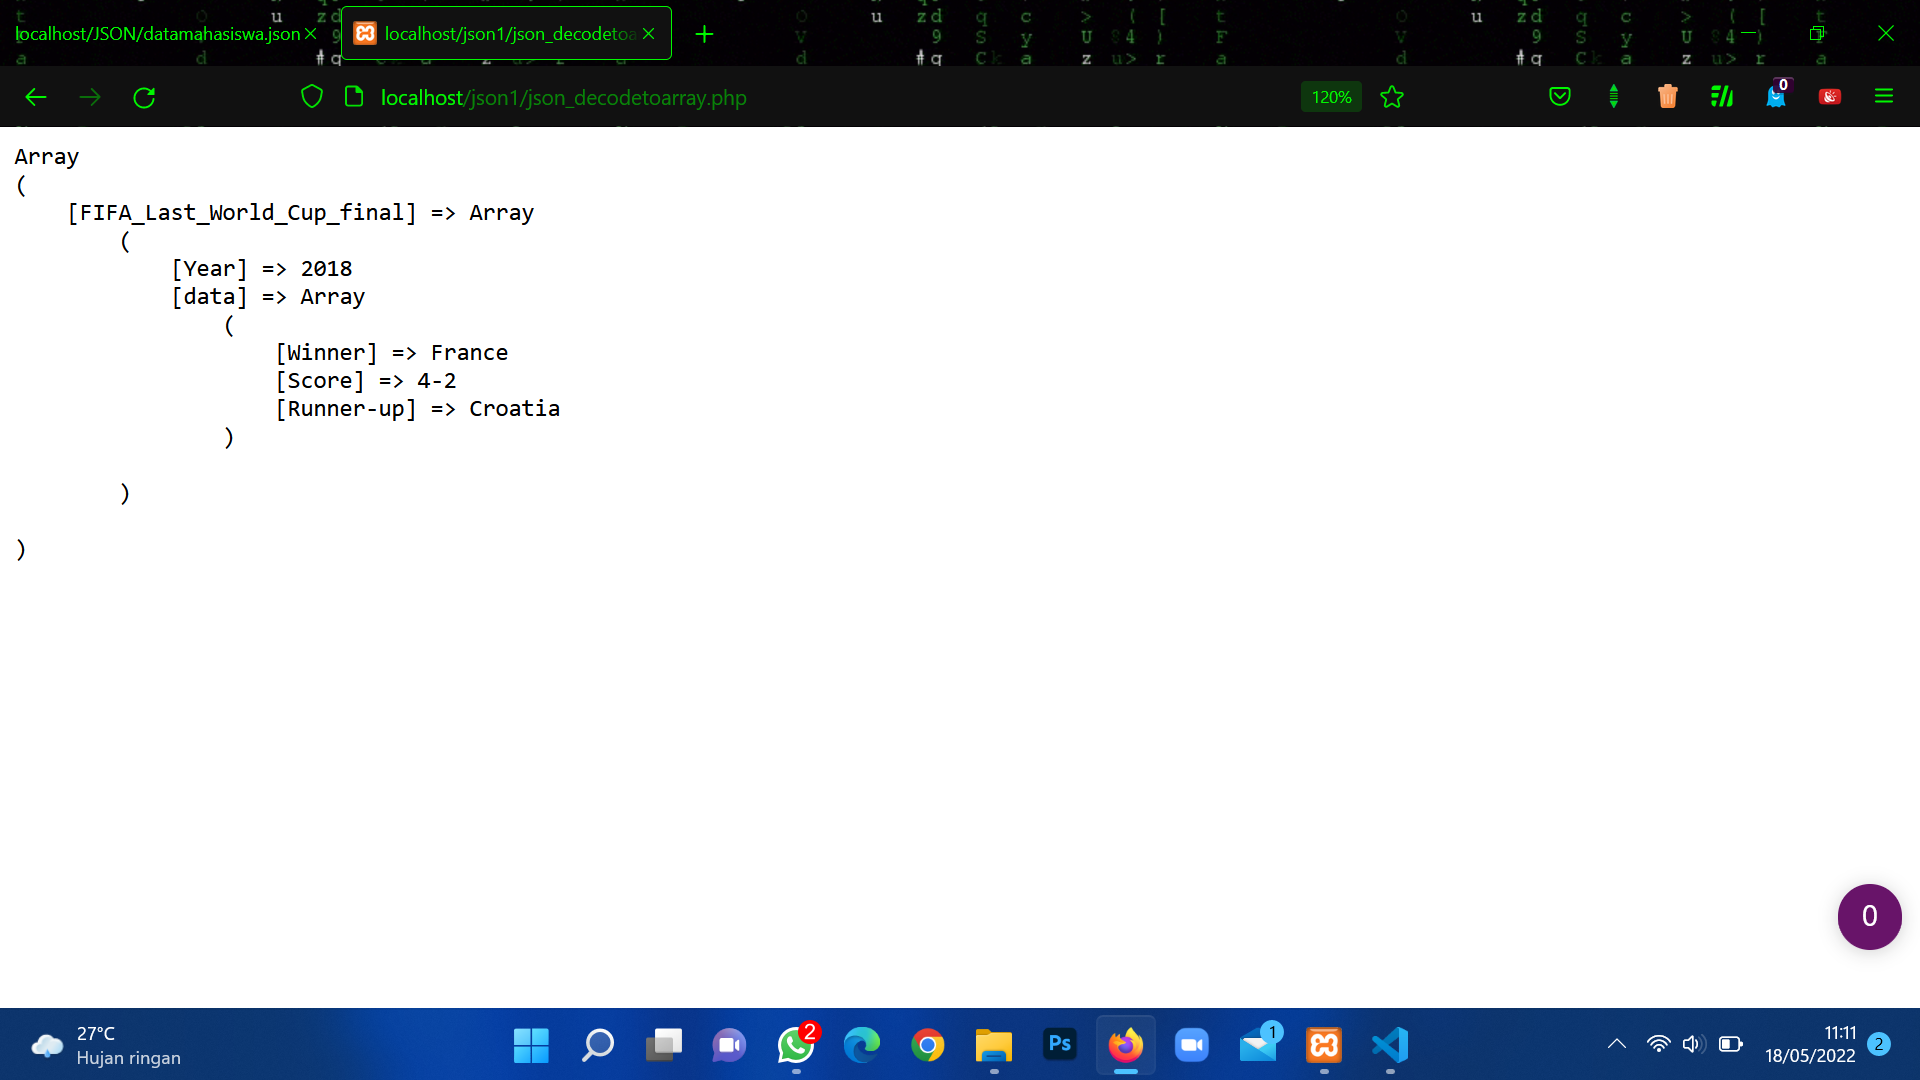 localhost/JSON/datamahasiswa.json
localhost/json1/json_decodetoa
localhost/json1/json_decodetoarray.php
120%
0
Array
(
[FIFA_Last_World_Cup_final] => Array
(
[Year] => 2018
[data] => Array
(
[Winner] => France
[Score] => 4-2
[Runner-up] => Croatia
)
)
)
0
27°C
Hujan ringan
2
Ps
1
11:11
18/05/2022
2